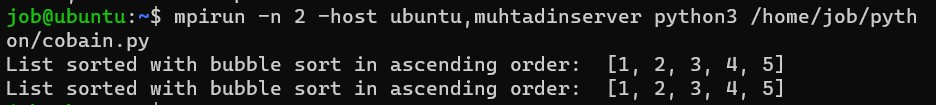 job@ubuntu:~$ mpirun -n 2 -host ubuntu,muhtadinserver python3 /home/job/pyth
on/cobain.py
List sorted with bubble sort in ascending order:  [1, 2, 3, 4, 5]
List sorted with bubble sort in ascending order:  [1, 2, 3, 4, 5]